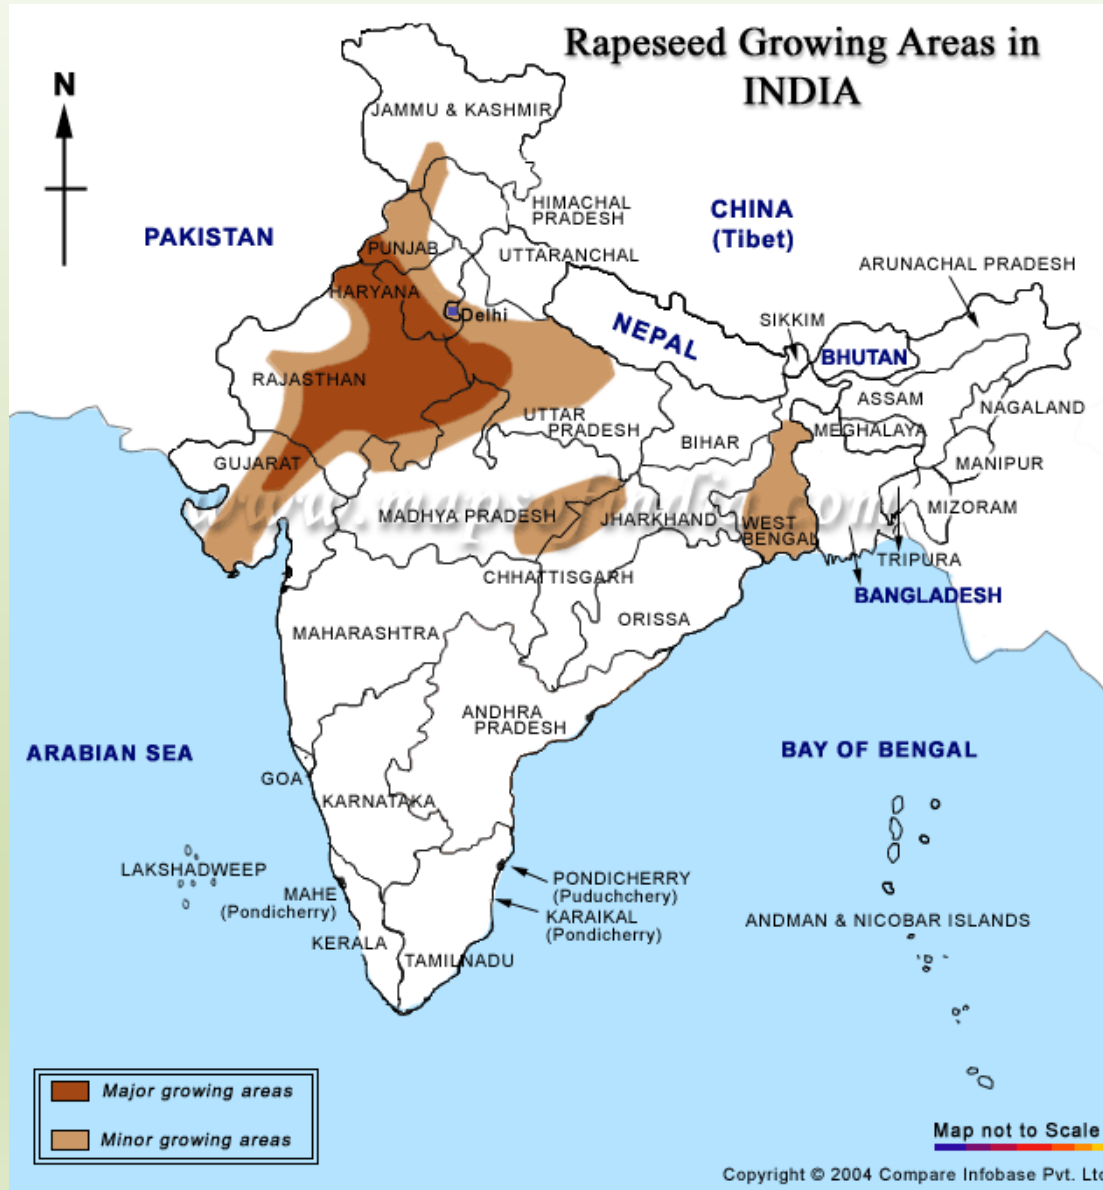 Rapeseed Growing Areas in
INDIA
N
JAMMU & KASHMIR
HIMACHAL
PRADESH
CHINA
(Tibet)
PAKISTAN
PUNJAB
UTTARANCHAL
ARUNACHAL PRADESH
HARYANA
Delhi
NEPAL
SIKKIM
BHUTAN
RAJASTHAN
ASSAM
NAGALAND
UTTAR
PRADESH
BIHAR
MEGHALAYA
GUJARAT
MANIPUR
www.mapsofindia.com
MADHYA PRADESH
JHARKHAND
WEST
BENGAL
MIZORAM
TRIPURA
CHHATTISGARH
BANGLADESH
ORISSA
MAHARASHTRA
ANDHRA
PRADESH
ARABIAN SEA
BAY OF BENGAL
GOA
KARNATAKA
LAKSHADWEEP
PONDICHERRY
(Puduchchery)
MAHE
(Pondicherry)
KARAIKAL
(Pondicherry)
ANDMAN & NICOBAR ISLANDS
KERALA
TAMILNADU
Major growing areas
Minor growing areas
Map not to Scale
Copyright © 2004 Compare Infobase Pvt. Ltd